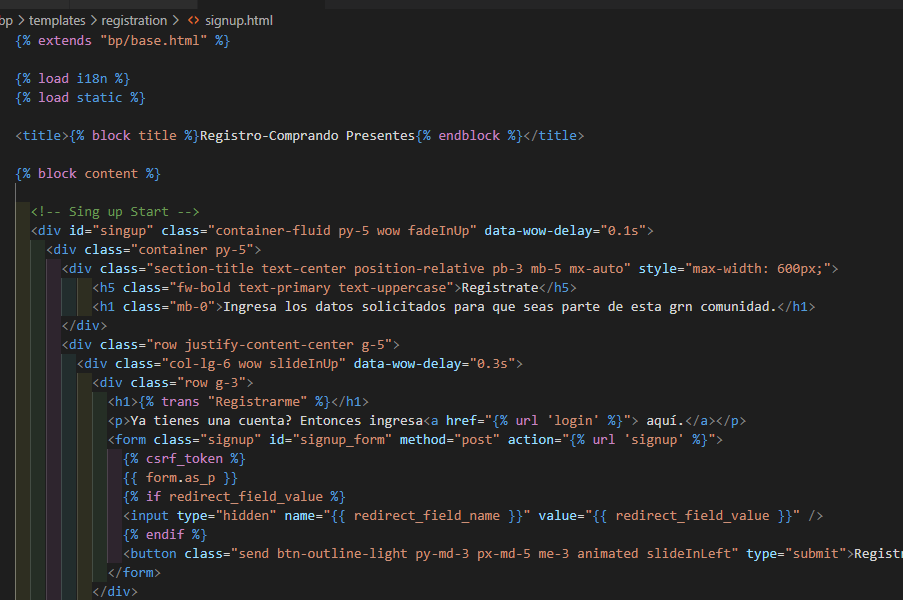 bp > templates > registration > <> signup.html
{% extends "bp/base.html" %}
{% load i18n %}
{% load static %}
<title>{% block title %}Registro-Comprando Presentes{% endblock %}</title>
{% block content %}
<!-- Sing up Start -->
<div id="singup" class="container-fluid py-5 wow fadeInUp" data-wow-delay="0.1s">
<div class="container py-5">
<div class="section-title text-center position-relative pb-3 mb-5 mx-auto" style="max-width: 600px;">
<h5 class="fw-bold text-primary text-uppercase">Registrate</h5>
<h1 class="mb-0">Ingresa los datos solicitados para que seas parte de esta grn comunidad.</h1>
</div>
<div class="row justify-content-center g-5">
<div class="col-lg-6 wow slideInUp" data-wow-delay="0.3s">
<div class="row g-3">
<h1>{% trans "Registrarme" %}</h1>
<p>Ya tienes una cuenta? Entonces ingresa<a href="{% url 'login' %}"> aquí.</a></p>
<form class="signup" id="signup_form" method="post" action="{% url 'signup' %}">
{% csrf_token %}
{{ form.as_p }}
{% if redirect_field_value %}
<input type="hidden" name="{{ redirect_field_name }}" value="{{ redirect_field_value }}" />
{% endif %}
<button class="send btn-outline-light py-md-3 px-md-5 me-3 animated slideInLeft" type="submit">Registr
</form>
</div>